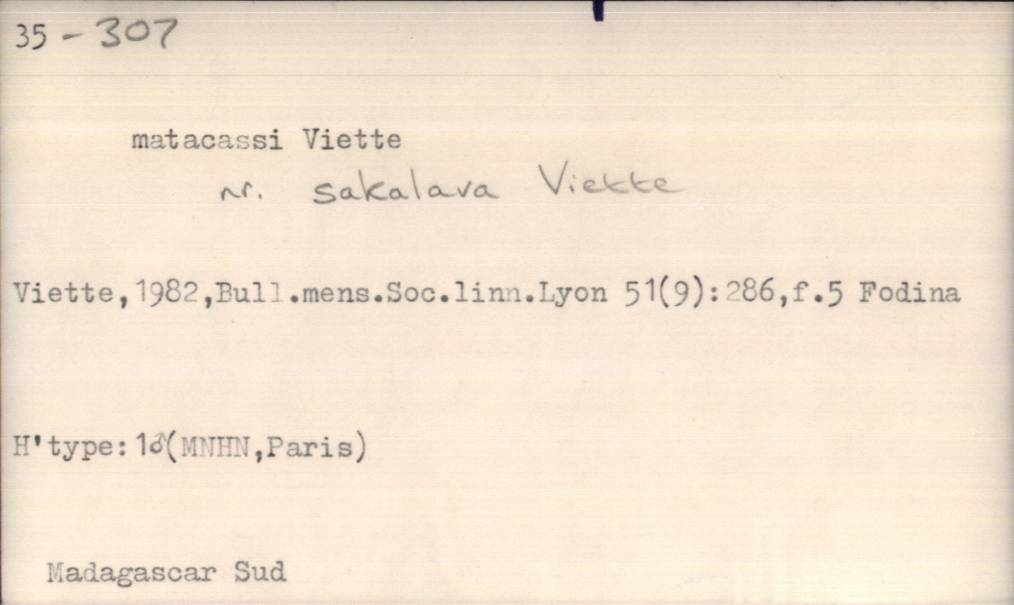 35 - 307
matacassi Viette
nr. sakalava Viette
Viette,1982,Bull.mens.Soc.linn.Lyon 51(9):286,f.5 Fodina
H'type:1♂(MNHN,Paris)
Madagascar Sud